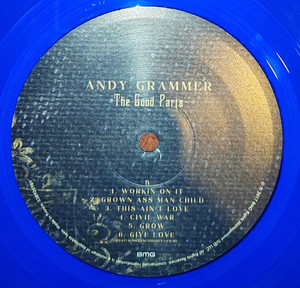 ANDY GRAMMER
The Good Parts
B
1. WORKIN ON IT
2. GROWN ASS MAN CHILD
3. THIS AIN'T LOVE
4. CIVIL WAR
5. GROW
6. GIVE LOVE
BMG